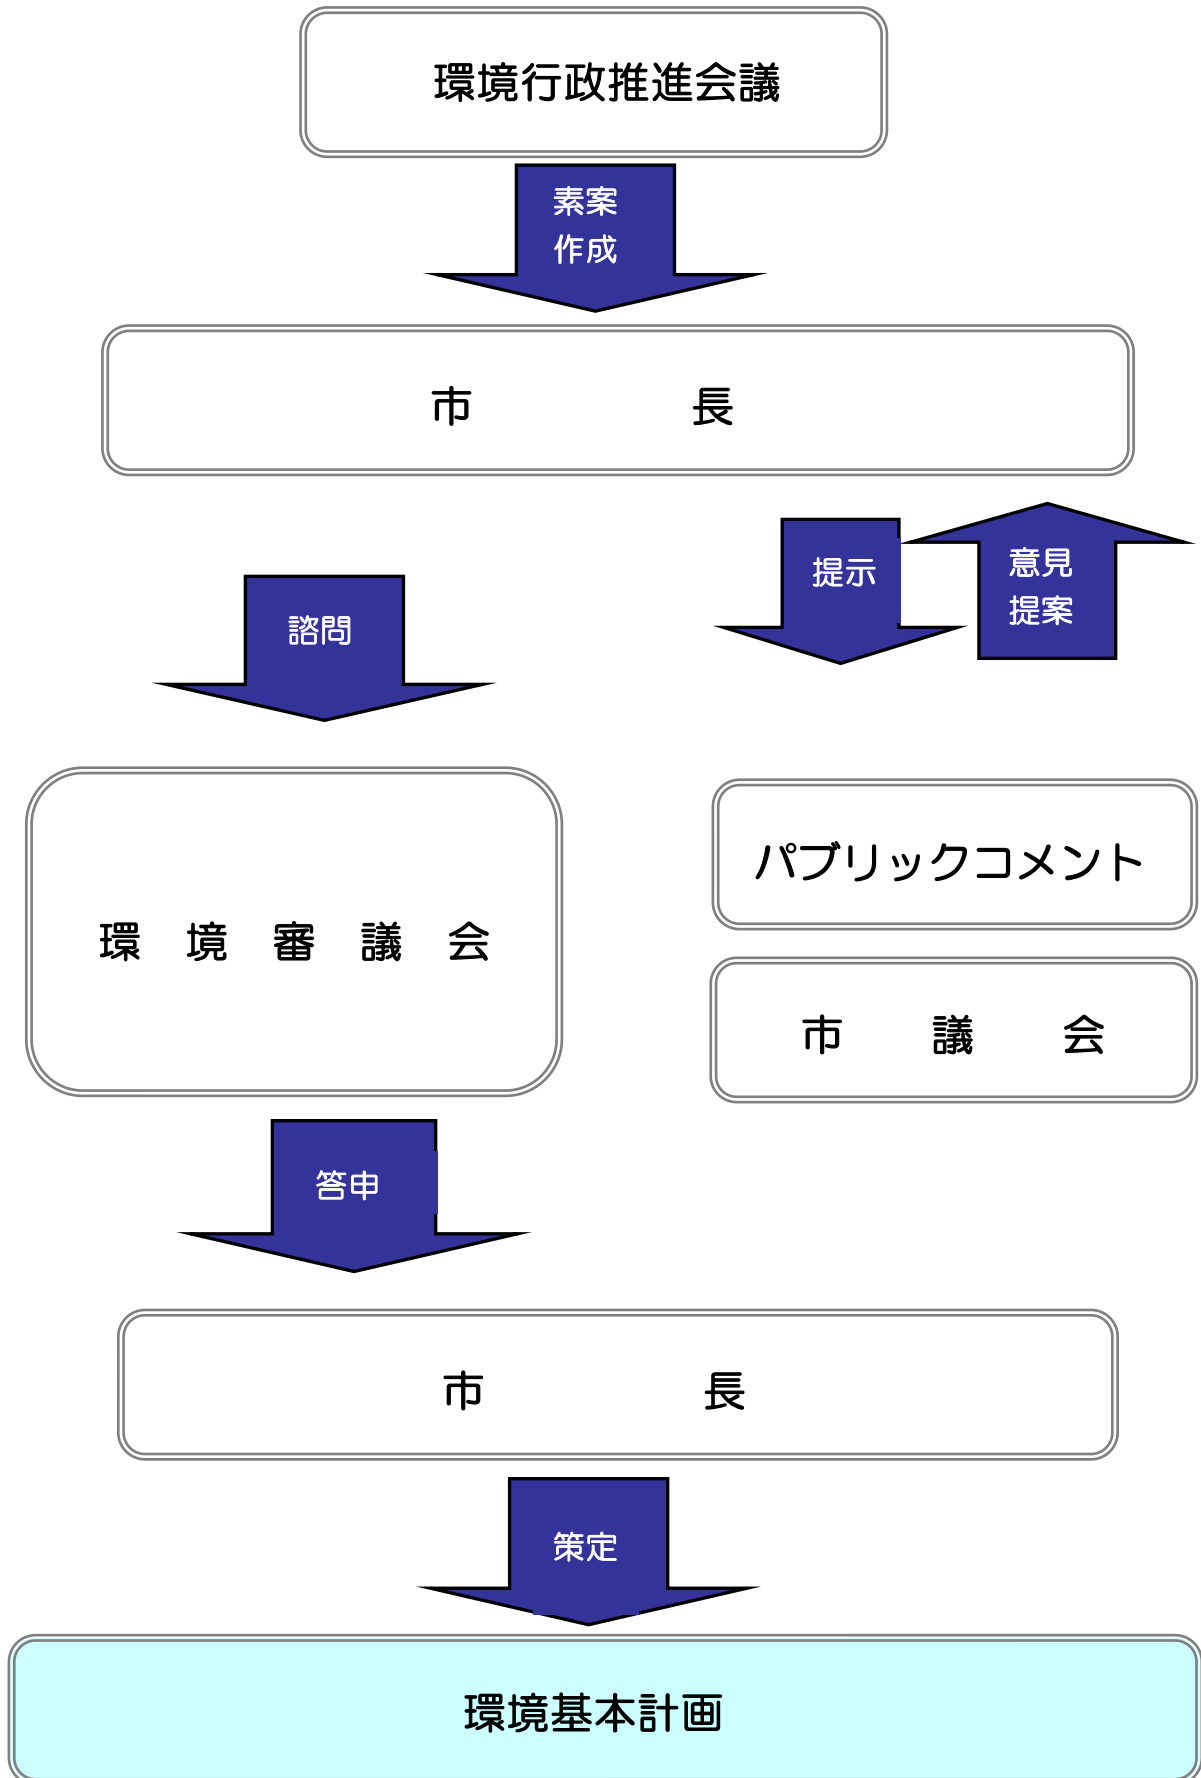 環境行政推進会議
素案
作成
市　長
諮問
提示
意見
提案
環 境 審 議 会
パブリックコメント
市　議　会
答申
市　長
策定
環境基本計画